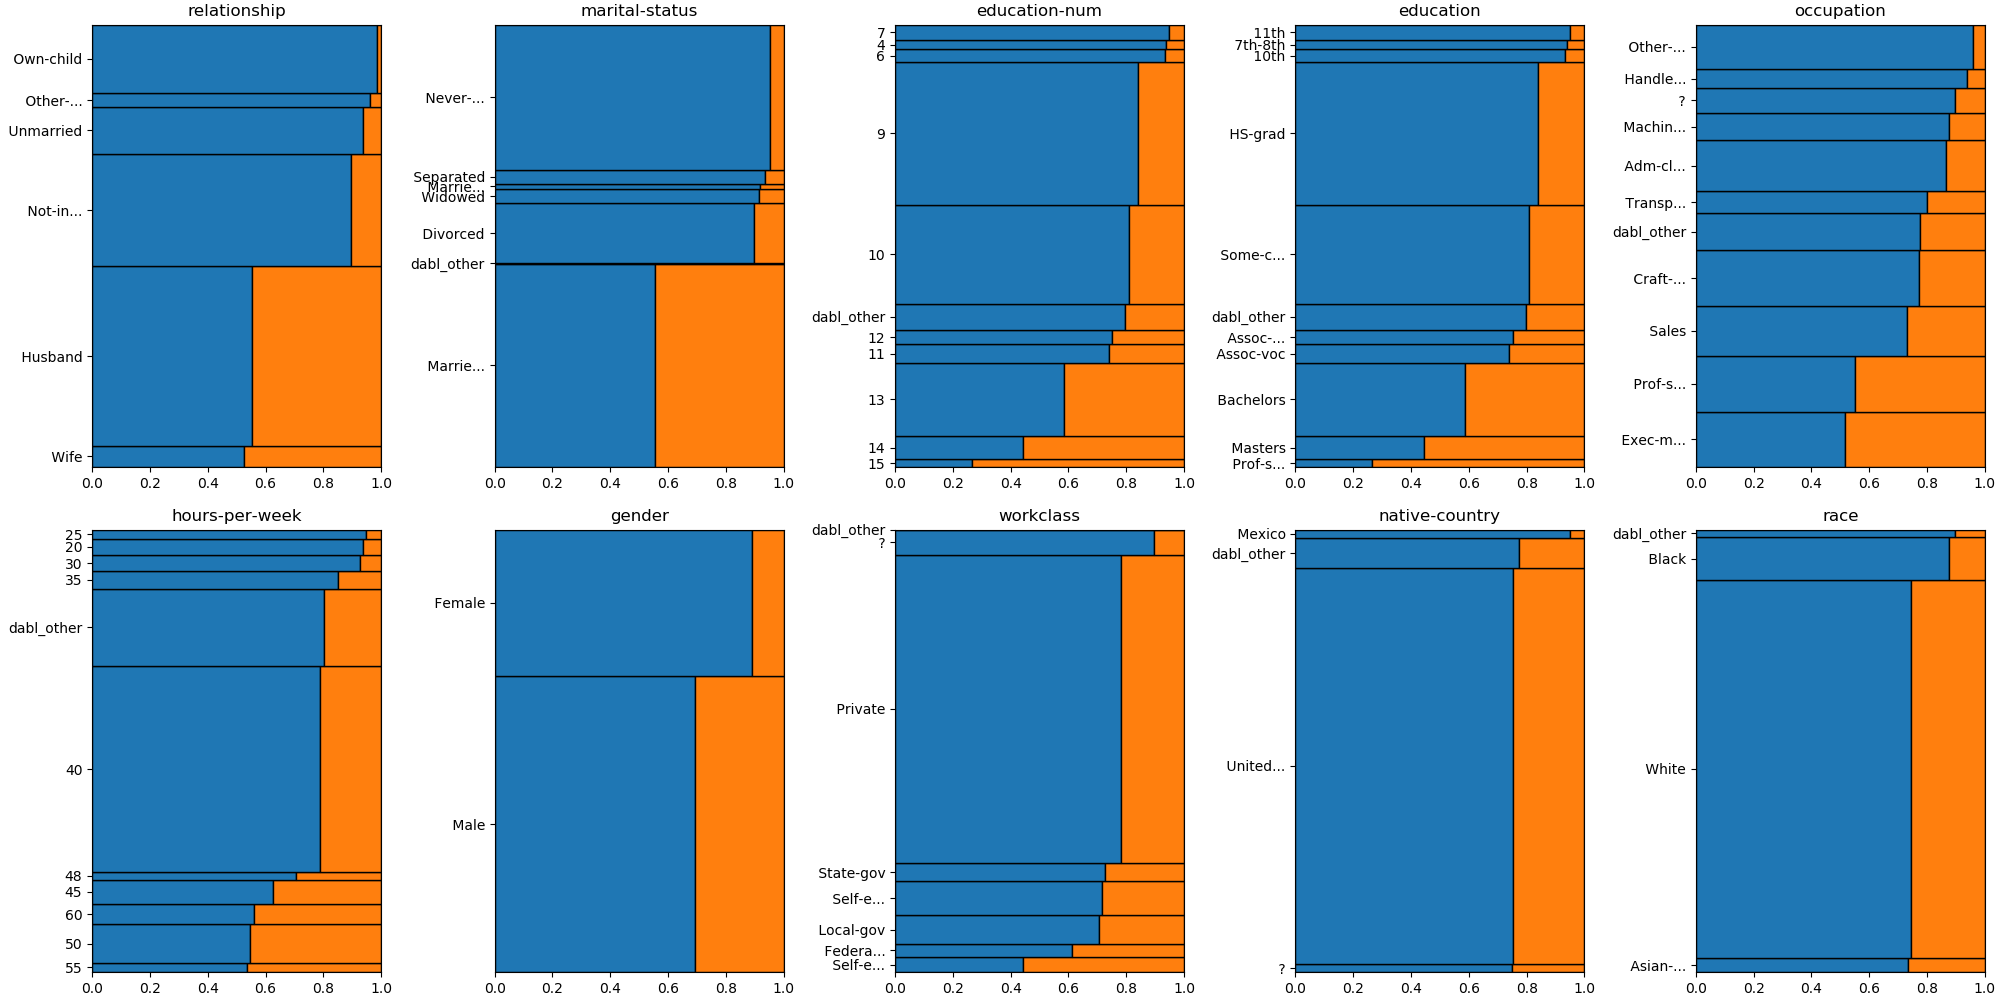 relationship
Own-child
Other-...
Unmarried
Not-in...
Husband
Wife
0.0 0.2 0.4 0.6 0.8 1.0
marital-status
Never-...
Separated
Marrie...
Widowed
Divorced
dabl_other
Marrie...
0.0 0.2 0.4 0.6 0.8 1.0
education-num
7
4
6
9
10
dabl_other
12
11
13
14
15
0.0 0.2 0.4 0.6 0.8 1.0
education
11th
7th-8th
10th
HS-grad
Some-c...
dabl_other
Assoc-...
Assoc-voc
Bachelors
Masters
Prof-s...
0.0 0.2 0.4 0.6 0.8 1.0
occupation
Other-...
Handle...
?
Machin...
Adm-cl...
Transp...
dabl_other
Craft-...
Sales
Prof-s...
Exec-m...
0.0 0.2 0.4 0.6 0.8 1.0
hours-per-week
25
20
30
35
dabl_other
40
48
45
60
50
55
0.0 0.2 0.4 0.6 0.8 1.0
gender
Female
Male
0.0 0.2 0.4 0.6 0.8 1.0
workclass
dabl_other
?
Private
State-gov
Self-e...
Local-gov
Federa...
Self-e...
0.0 0.2 0.4 0.6 0.8 1.0
native-country
Mexico
dabl_other
United...
?
0.0 0.2 0.4 0.6 0.8 1.0
race
dabl_other
Black
White
Asian-...
0.0 0.2 0.4 0.6 0.8 1.0